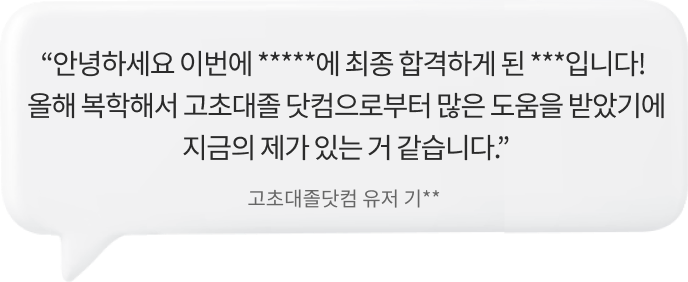 “안녕하세요 이번에 *****에 최종 합격하게 된 ***입니다!
올해 복학해서 고초대졸 닷컴으로부터 많은 도움을 받았기에
지금의 제가 있는 거 같습니다.”
고초대졸닷컴 유저 기**